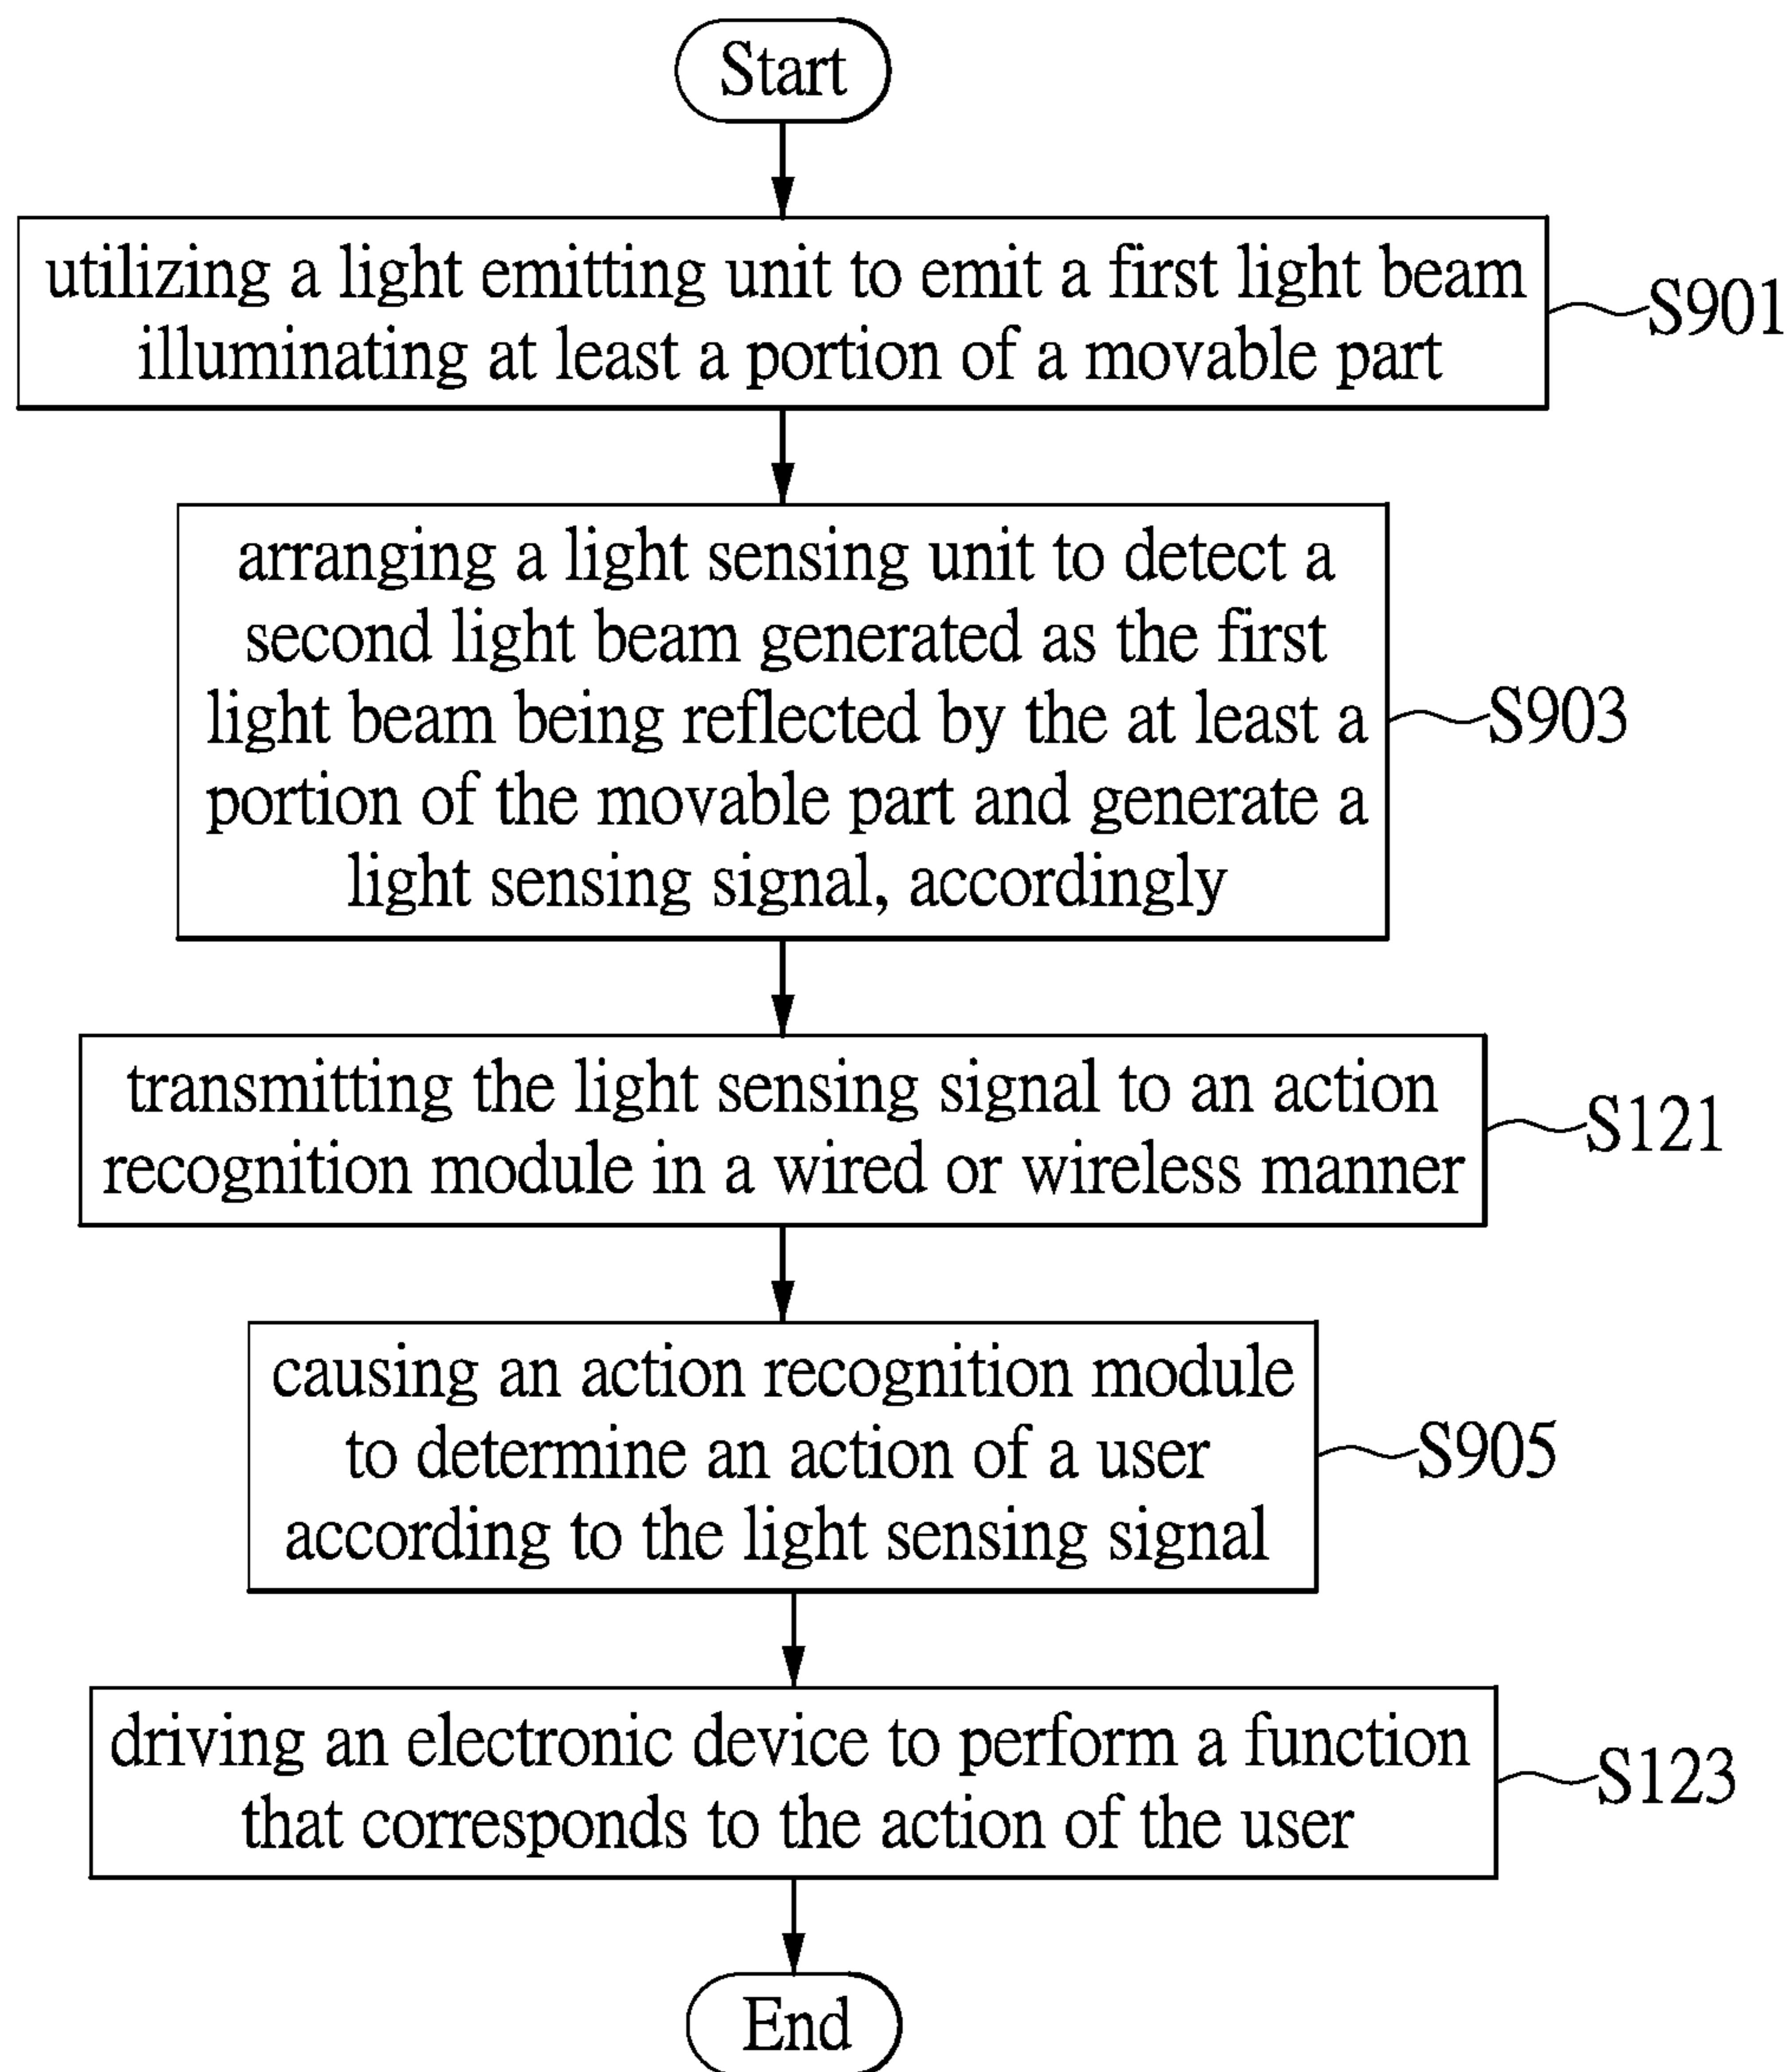 Start
utilizing a light emitting unit to emit a first light beam
illuminating at least a portion of a movable part
S901
arranging a light sensing unit to detect a
second light beam generated as the first
light beam being reflected by the at least a
portion of the movable part and generate a
light sensing signal, accordingly
S903
transmitting the light sensing signal to an action
recognition module in a wired or wireless manner
S121
causing an action recognition module
to determine an action of a user
according to the light sensing signal
S905
driving an electronic device to perform a function
that corresponds to the action of the user
S123
End